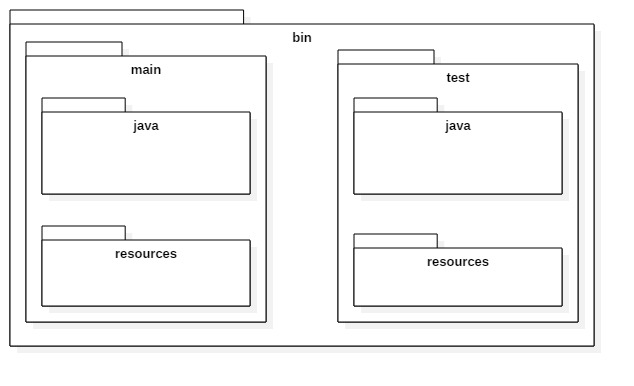 bin
main
test
java
java
resources
resources